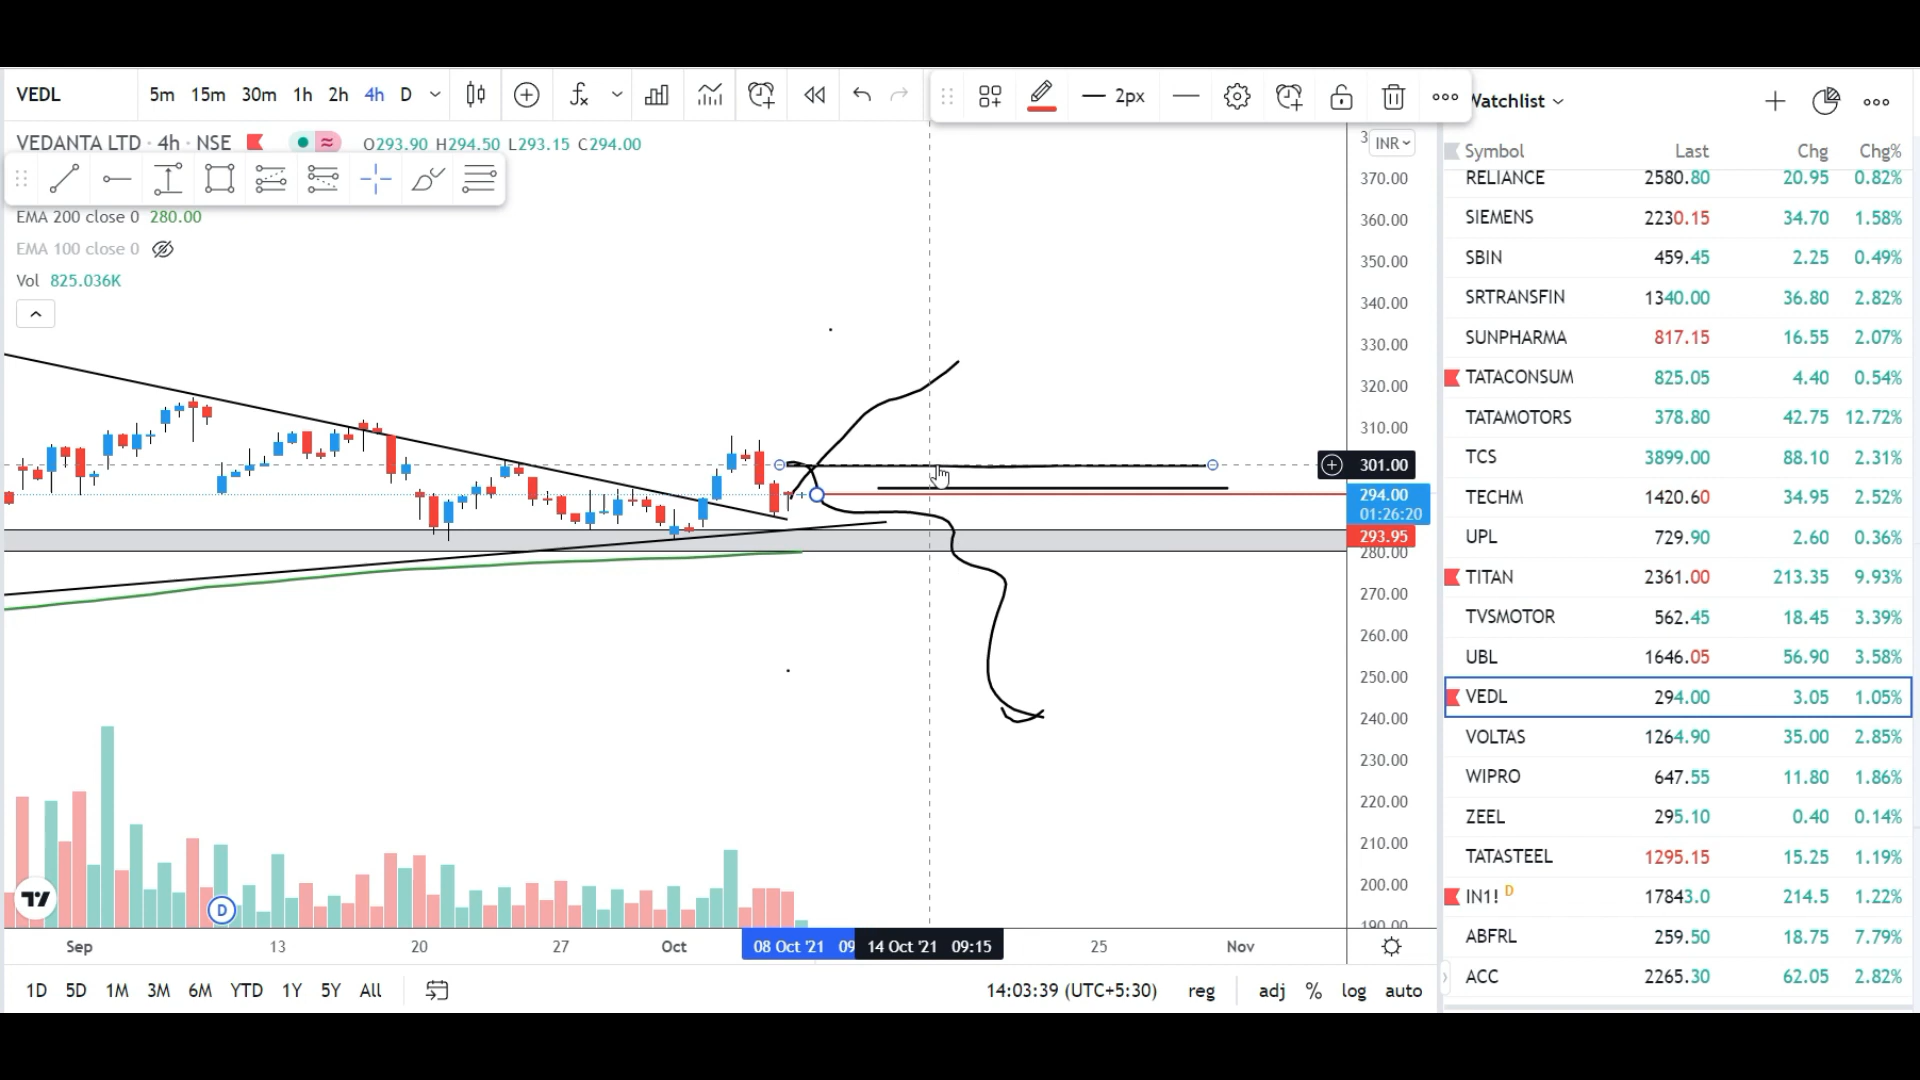 VEDL 5m 15m 30m 1h 2h 4h D 2px Watchlist
VEDANTA LTD · 4h · NSE O293.90 H294.50 L293.15 C294.00
INR
Symbol Last Chg Chg%
EMA 200 close 0 280.00
EMA 100 close 0
Vol 825.036K
370.00
360.00
350.00
340.00
330.00
320.00
310.00
301.00
294.00
01:26:20
293.95
280.00
270.00
260.00
250.00
240.00
230.00
220.00
210.00
200.00
190.00
RELIANCE 2580.80 20.95 0.82%
SIEMENS 2230.15 34.70 1.58%
SBIN 459.45 2.25 0.49%
SRTRANSFIN 1340.00 36.80 2.82%
SUNPHARMA 817.15 16.55 2.07%
TATACONSUM 825.05 4.40 0.54%
TATAMOTORS 378.80 42.75 12.72%
TCS 3899.00 88.10 2.31%
TECHM 1420.60 34.95 2.52%
UPL 729.90 2.60 0.36%
TITAN 2361.00 213.35 9.93%
TVSMOTOR 562.45 18.45 3.39%
UBL 1646.05 56.90 3.58%
VEDL 294.00 3.05 1.05%
VOLTAS 1264.90 35.00 2.85%
WIPRO 647.55 11.80 1.86%
ZEEL 295.10 0.40 0.14%
TATASTEEL 1295.15 15.25 1.19%
IN1! D 17843.0 214.5 1.22%
ABFRL 259.50 18.75 7.79%
ACC 2265.30 62.05 2.82%
D
Sep 13 20 27 Oct 08 Oct '21 09 14 Oct '21 09:15 25 Nov
1D 5D 1M 3M 6M YTD 1Y 5Y All 14:03:39 (UTC+5:30) reg adj % log auto